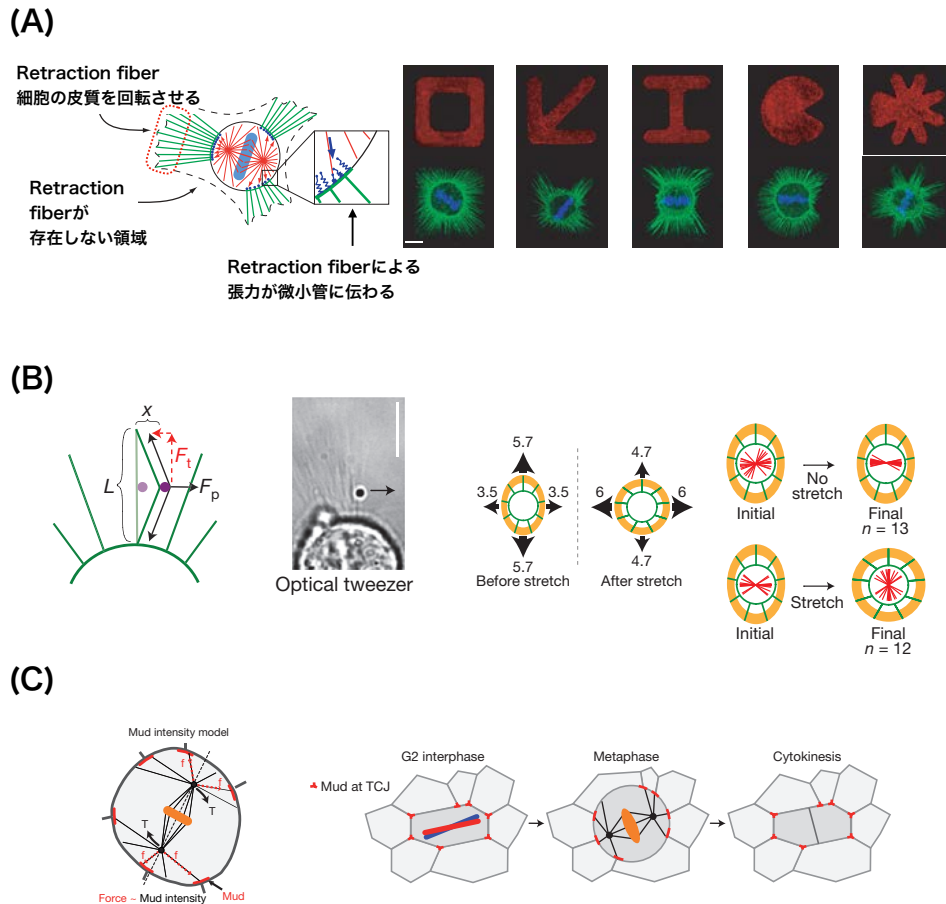 (A)
Retraction fiber
細胞の皮質を回転させる
Retraction
fiberが
存在しない領域
Retraction fiberによる
張力が微小管に伝わる
(B)
x
L
Ft
Fp
Optical tweezer
5.7
3.5
3.5
5.7
Before stretch
4.7
6
6
4.7
After stretch
Initial
No
stretch
Final
n = 13
Initial
Stretch
Final
n = 12
(C)
Mud intensity model
f
f
T
T
f
f
Force ~ Mud intensity
Mud
Mud at TCJ
G2 interphase
Metaphase
Cytokinesis